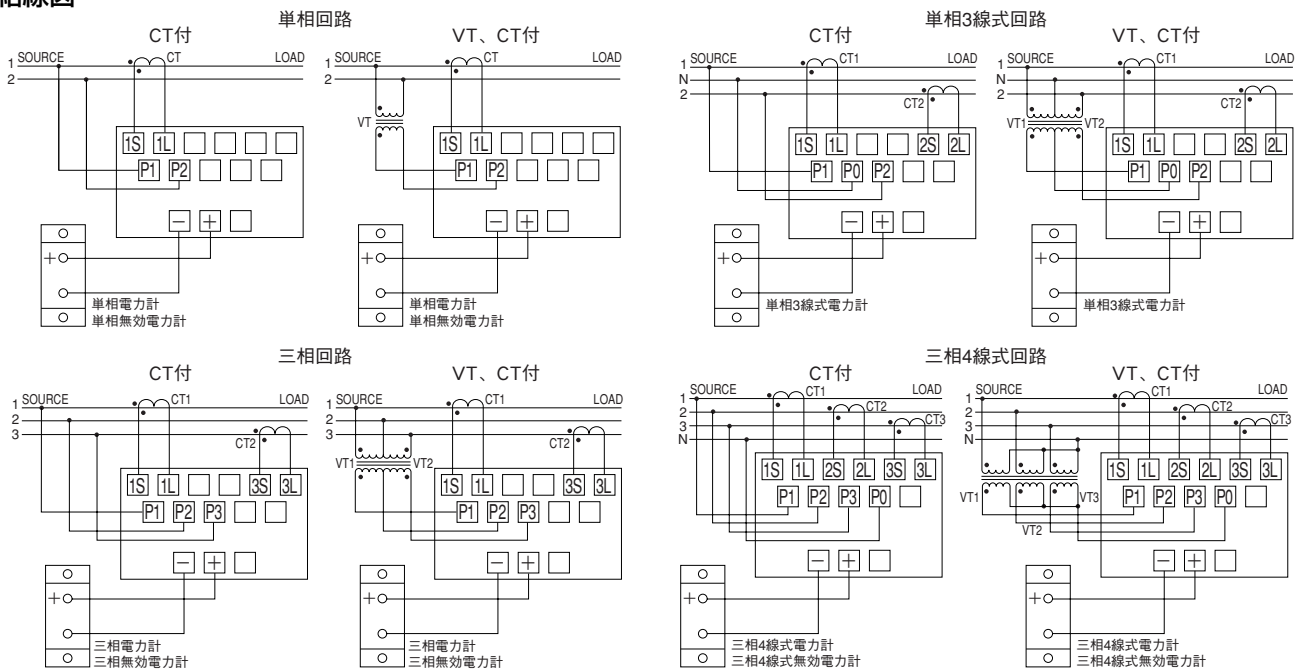 結線図
単相回路
CT付
1 SOURCE CT LOAD
2
1S 1L
P1 P2
− +
+
単相電力計
単相無効電力計
VT、CT付
1 SOURCE CT LOAD
2
VT
1S 1L
P1 P2
− +
+
単相電力計
単相無効電力計
単相3線式回路
CT付
1 SOURCE CT1 LOAD
N
2
CT2
1S 1L 2S 2L
P1 P0 P2
− +
+
単相3線式電力計
VT、CT付
1 SOURCE CT1 LOAD
N
2
CT2
VT1 VT2
1S 1L 2S 2L
P1 P0 P2
− +
+
単相3線式電力計
三相回路
CT付
1 SOURCE CT1 LOAD
2
3
CT2
1S 1L 3S 3L
P1 P2 P3
− +
+
三相電力計
三相無効電力計
VT、CT付
1 SOURCE CT1 LOAD
2
3
CT2
VT1 VT2
1S 1L 3S 3L
P1 P2 P3
− +
+
三相電力計
三相無効電力計
三相4線式回路
CT付
1 SOURCE CT1 LOAD
2 CT2
3 CT3
N
1S 1L 2S 2L 3S 3L
P1 P2 P3 P0
− +
+
三相4線式電力計
三相4線式無効電力計
VT、CT付
1 SOURCE CT1 LOAD
2 CT2
3 CT3
N
1S 1L 2S 2L 3S 3L
VT1 VT3
VT2
P1 P2 P3 P0
− +
+
三相4線式電力計
三相4線式無効電力計